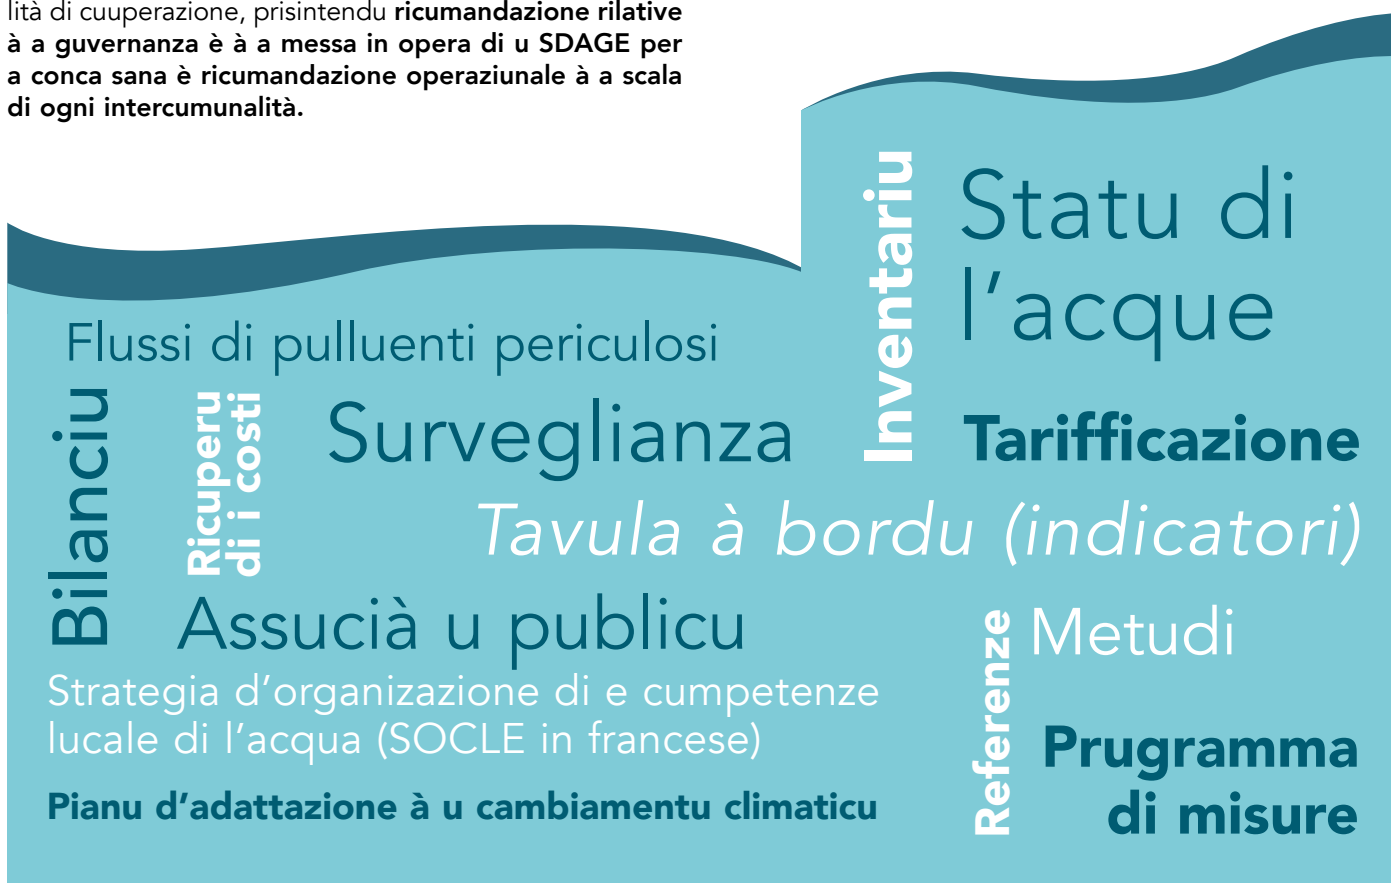 lità di cuuperazione, prisintendu ricumandazione rilative
à a guvernanza è à a messa in opera di u SDAGE per
a conca sana è ricumandazione operaziunale à a scala
di ogni intercumunalità.
Inventariu
Statu di
l’acque
Flussi di pulluenti periculosi
Bilanciu
Ricuperu
di i costi
Surveglianza
Tarifficazione
Tavula à bordu (indicatori)
Assucià u publicu
Referenze
Metudi
Strategia d’organizazione di e cumpetenze
lucale di l’acqua (SOCLE in francese)
Prugramma
di misure
Pianu d’adattazione à u cambiamentu climaticu